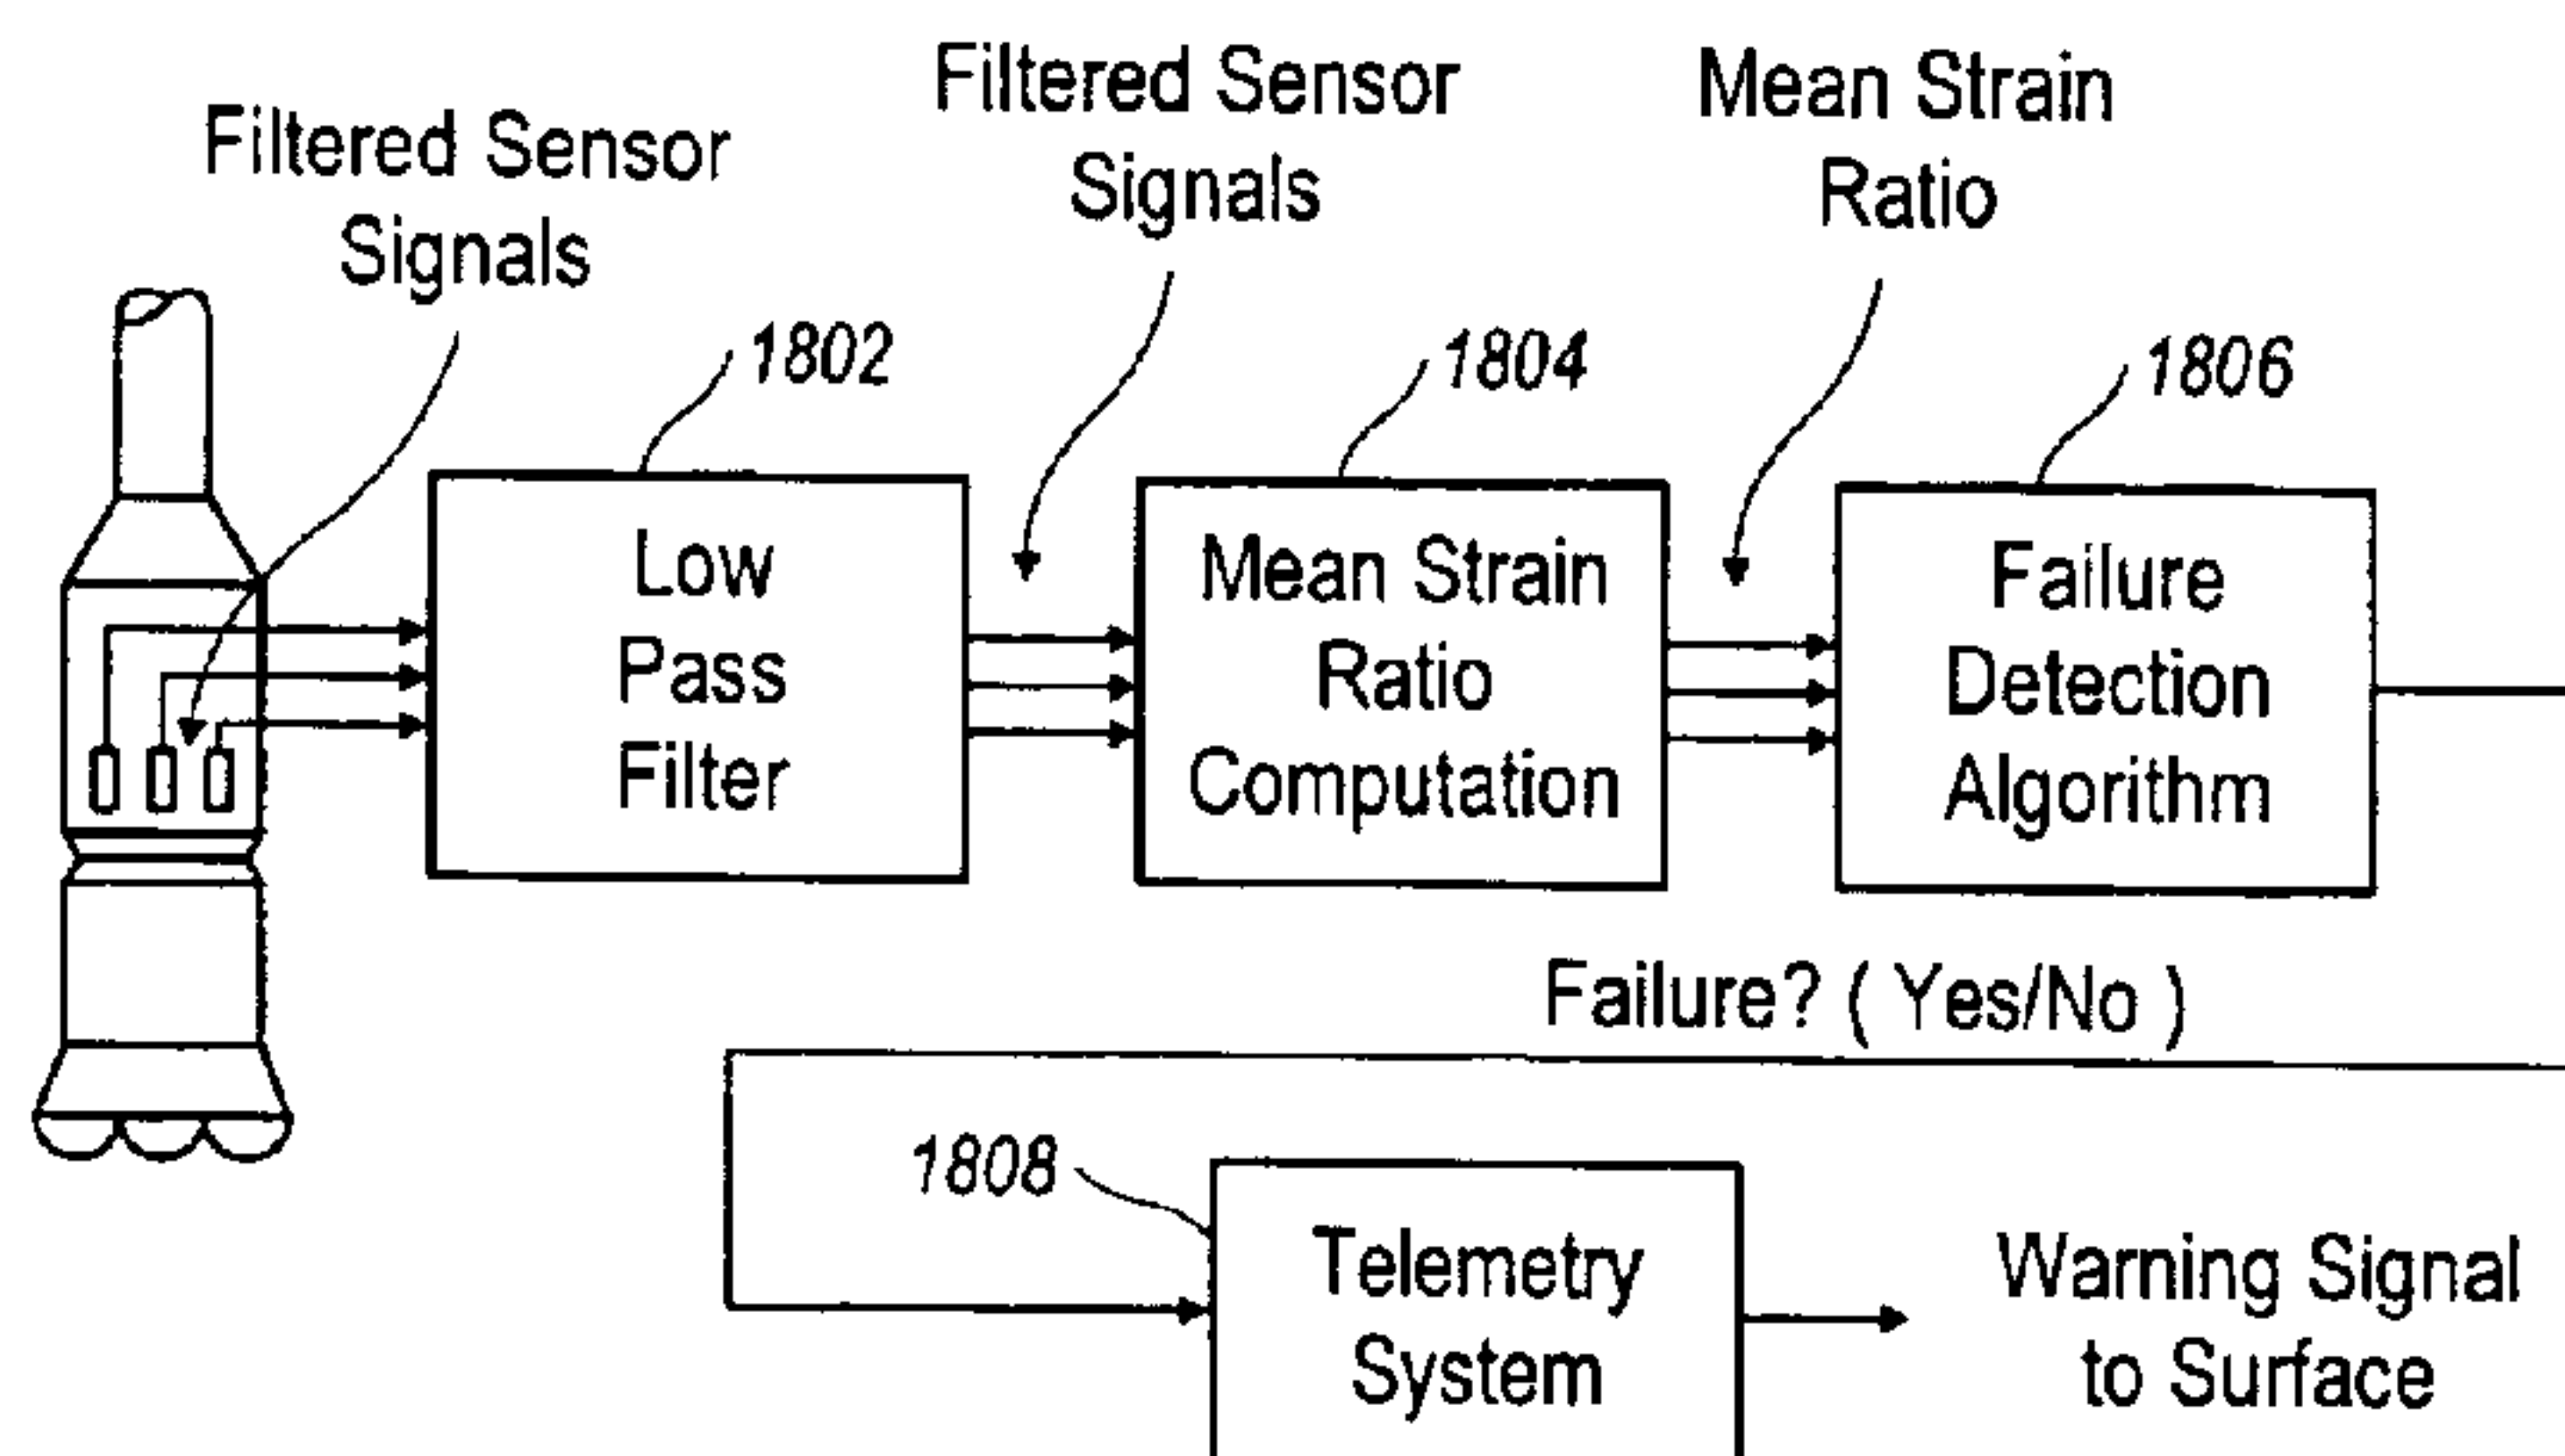 Filtered Sensor
Signals
Filtered Sensor
Signals
Mean Strain
Ratio
1802
1804
1806
Low
Pass
Filter
Mean Strain
Ratio
Computation
Failure
Detection
Algorithm
Failure? ( Yes/No )
1808
Telemetry
System
Warning Signal
to Surface